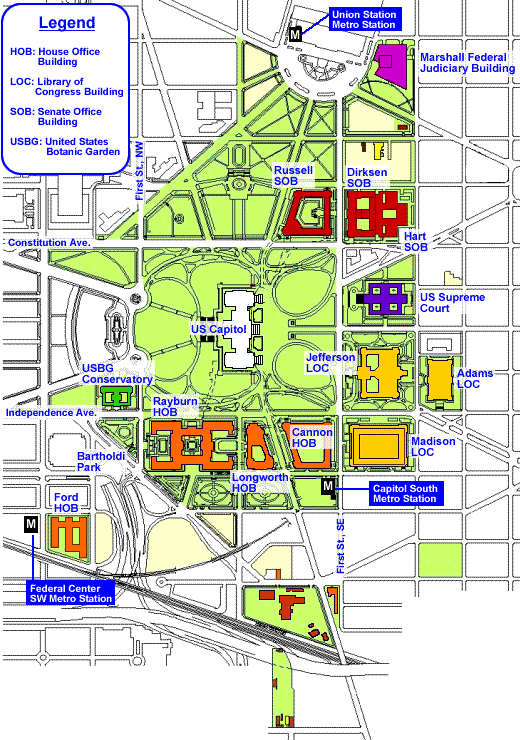 Legend
HOB: House Office
Building
LOC: Library of
Congress Building
SOB: Senate Office
Building
USBG: United States
Botanic Garden
Union Station
Metro Station
M
Marshall Federal
Judiciary Building
First St., NW
Russell
SOB
Dirksen
SOB
Constitution Ave.
Hart
SOB
US Supreme
Court
US Capitol
Jefferson
LOC
Adams
LOC
USBG
Conservatory
Rayburn
HOB
Independence Ave.
Cannon
HOB
Madison
LOC
Bartholdi
Park
Longworth
HOB
Capitol South
Metro Station
M
Ford
HOB
M
First St., SE
Federal Center
SW Metro Station